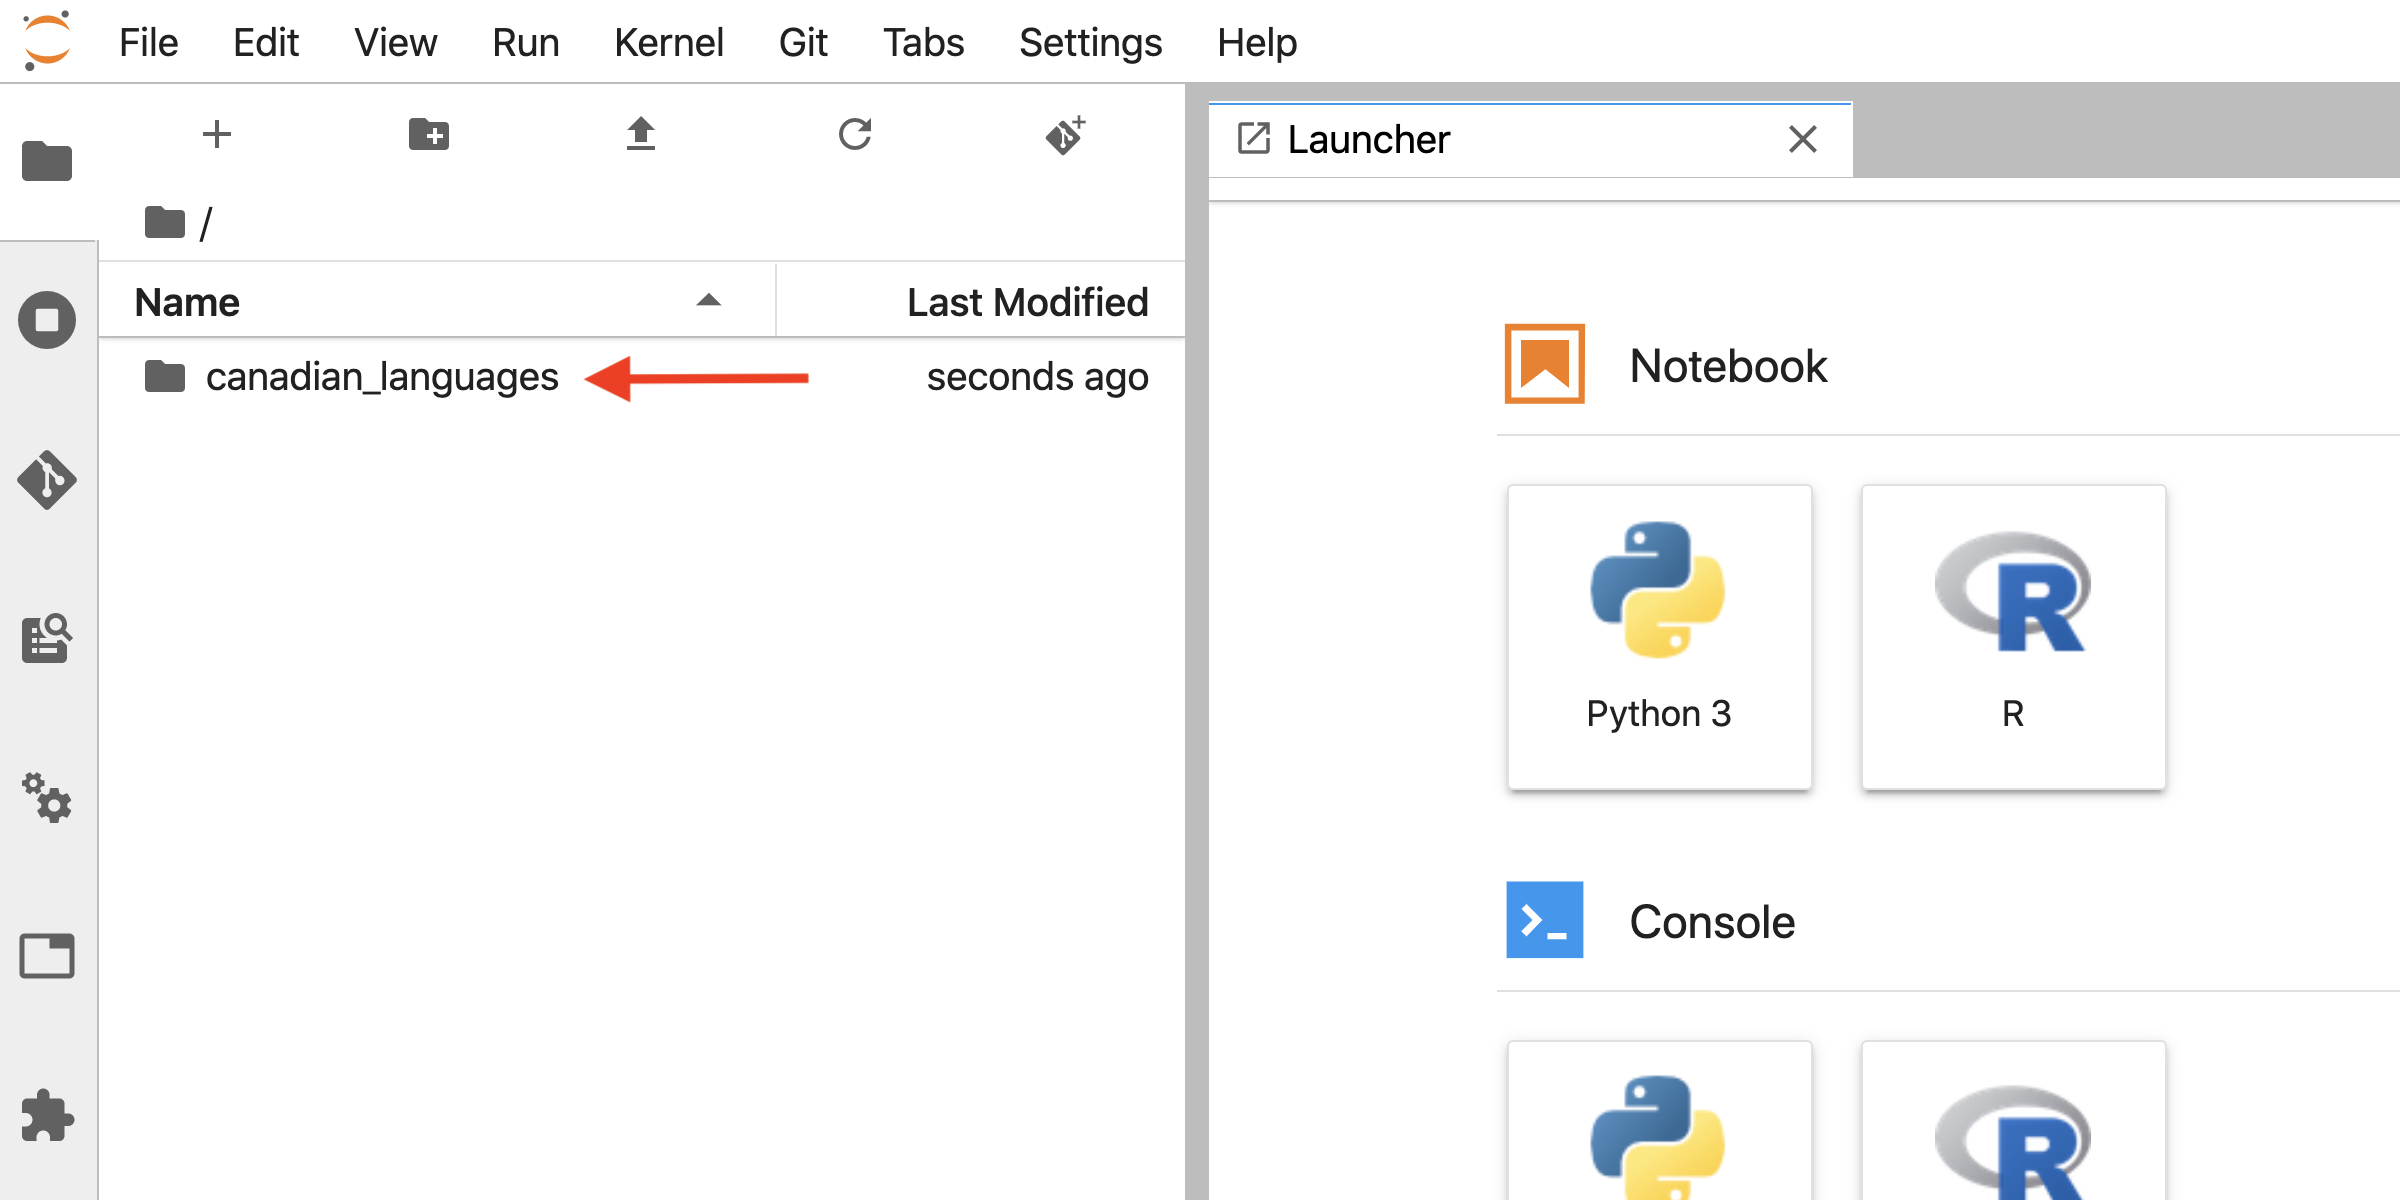 File Edit View Run Kernel Git Tabs Settings Help
Launcher
/
Name Last Modified
canadian_languages seconds ago
Notebook
Python 3 R
Console